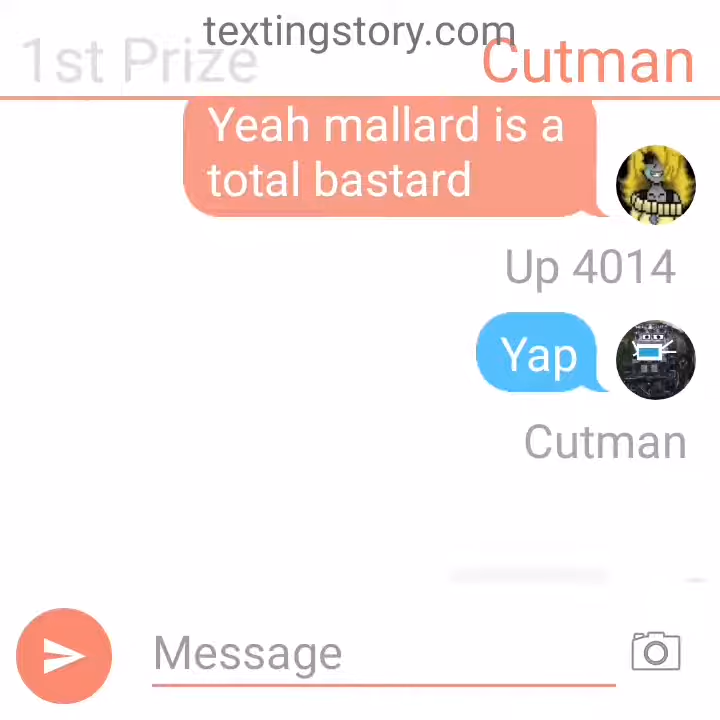 textingstory.com
1st Prize
Cutman
Yeah mallard is a
total bastard
Up 4014
Yap
Cutman
Message